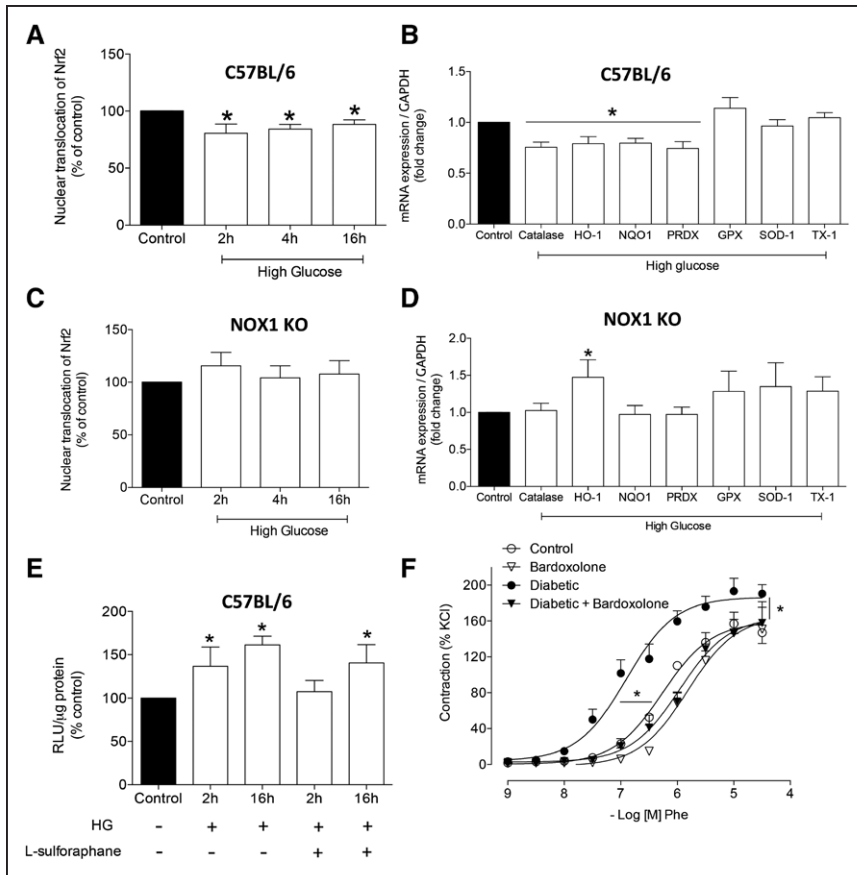 A
C57BL/6
Nuclear translocation of Nrf2
(% of control)
150
100
50
0
* * *
Control 2h 4h 16h
High Glucose
B
C57BL/6
mRNA expression / GAPDH
(fold change)
1.5
1.0
0.5
0.0
*
Control Catalase HO-1 NQO1 PRDX GPX SOD-1 TX-1
High glucose
C
NOX1 KO
Nuclear translocation of Nrf2
(% of control)
150
100
50
0
Control 2h 4h 16h
High Glucose
D
NOX1 KO
mRNA expression / GAPDH
(fold change)
2.0
1.5
1.0
0.5
0.0
*
Control Catalase HO-1 NQO1 PRDX GPX SOD-1 TX-1
High Glucose
E
C57BL/6
RLU/µg protein
(% control)
200
150
100
50
0
* * *
Control 2h 16h 2h 16h
HG - + + + +
L-sulforaphane - - - + +
F
Control
Bardoxolone
Diabetic
Diabetic + Bardoxolone
Contraction (% KCl)
200
160
120
80
40
0
*
*
9 8 7 6 5 4
- Log [M] Phe